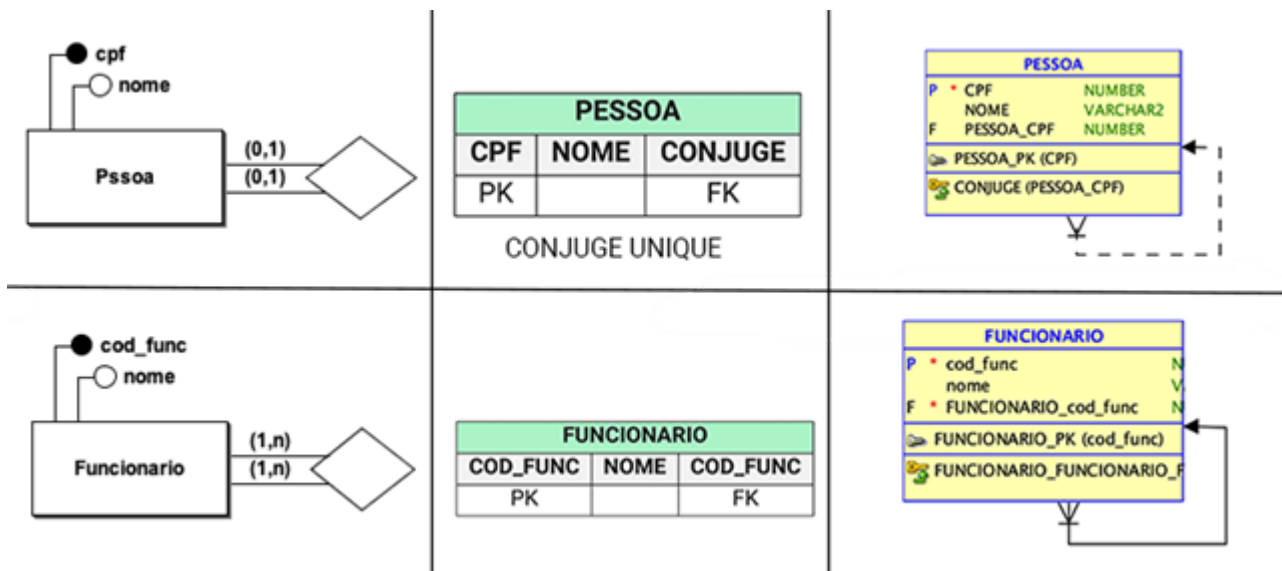 cpf
nome
Pssoa
(0,1)
(0,1)
PESSOA
CPF NOME CONJUGE
PK FK
CONJUGE UNIQUE
PESSOA
P * CPF NUMBER
NOME VARCHAR2
F PESSOA_CPF NUMBER
PESSOA_PK (CPF)
CONJUGE (PESSOA_CPF)
cod_func
nome
Funcionario
(1,n)
(1,n)
FUNCIONARIO
COD_FUNC NOME COD_FUNC
PK FK
FUNCIONARIO
P * cod_func N
nome V
F * FUNCIONARIO_cod_func N
FUNCIONARIO_PK (cod_func)
FUNCIONARIO_FUNCIONARIO_F